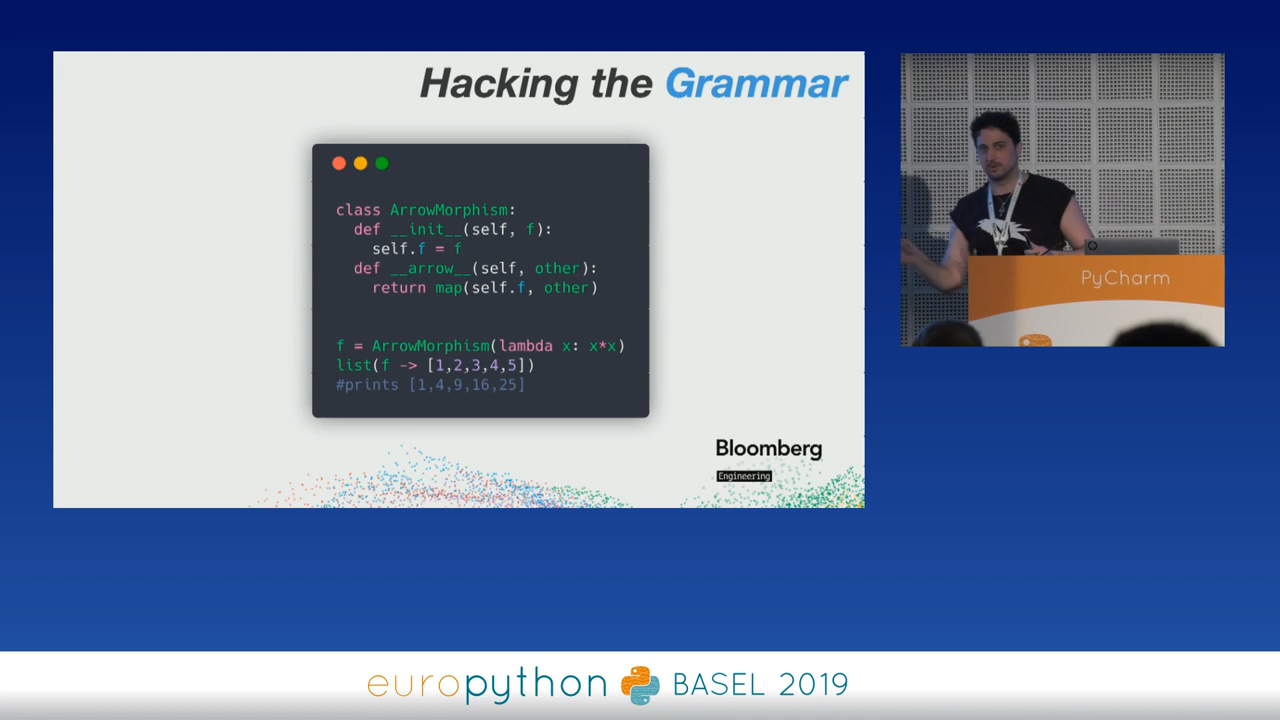 Hacking the Grammar
class ArrowMorphism:
  def __init__(self, f):
    self.f = f
  def __arrow__(self, other):
    return map(self.f, other)
f = ArrowMorphism(lambda x: x*x)
list(f -> [1,2,3,4,5])
#prints [1,4,9,16,25]
Bloomberg
Engineering
PyCharm
europython BASEL 2019